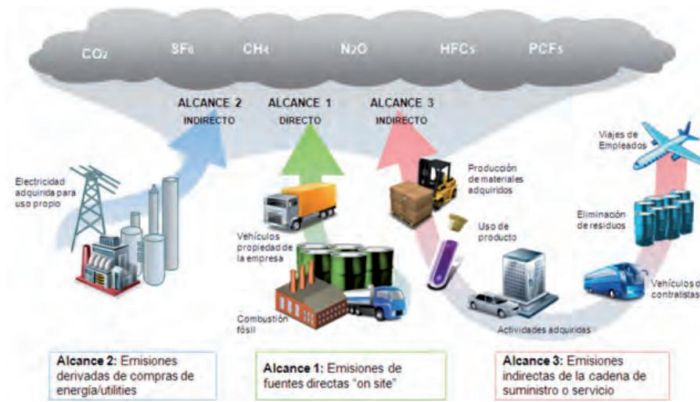 CO2
SF6
CH4
N2O
HFCs
PCFs
ALCANCE 2
INDIRECTO
ALCANCE 1
DIRECTO
ALCANCE 3
INDIRECTO
Electricidad
adquirida para
uso propio
Vehículos
propiedad de
la empresa
Combustión
fósil
Producción
de materiales
adquiridos
Uso de
producto
Actividades adquiridas
Viajes de
Empleados
Eliminación
de residuos
Vehículos de
contratistas
Alcance 2: Emisiones
derivadas de compras de
energía/utilities
Alcance 1: Emisiones de
fuentes directas "on site"
Alcance 3: Emisiones
indirectas de la cadena de
suministro o servicio